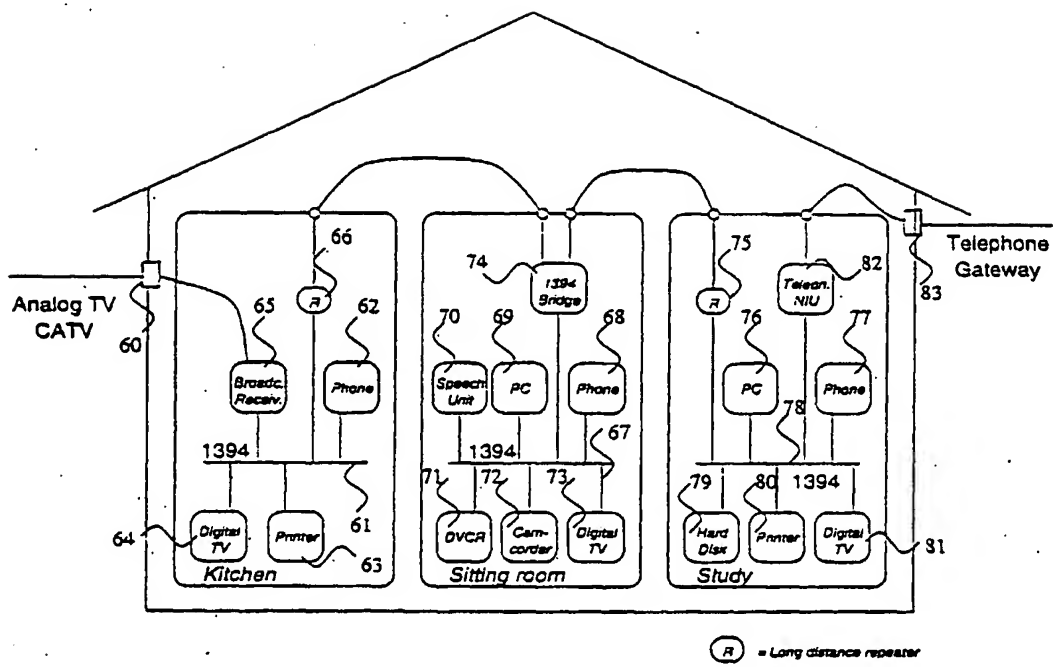 66
74
75
82
Telephone
Gateway
83
Analog TV
CATV
60
65
62
R
1394
Bridge
R
Telecn.
NIU
70
69
68
76
77
Broadc.
Receiv.
Phone
Speech
Unit
PC
Phone
PC
Phone
78
67
1394
1394
1394
71
72
73
79
80
64
Digital
TV
Printer
61
63
DVCR
Cam-
corder
Digital
TV
Hard
Disk
Printer
Digital
TV
81
Kitchen
Sitting room
Study
R = Long distance repeater